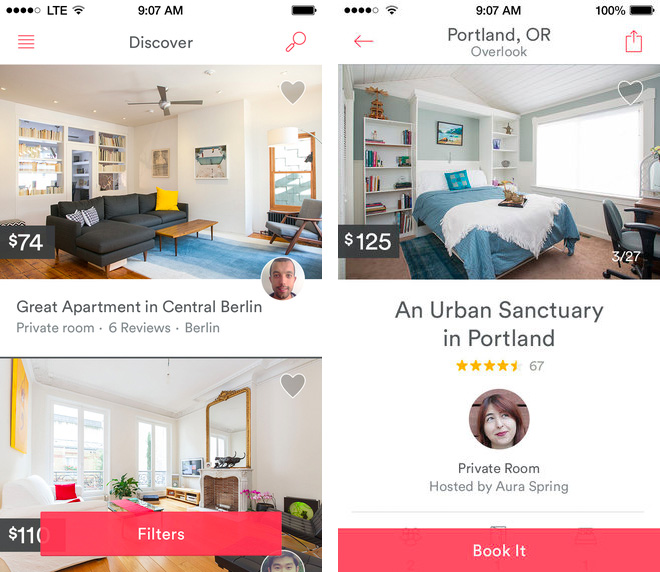 LTE
9:07 AM
Discover
$74
Great Apartment in Central Berlin
Private room · 6 Reviews · Berlin
$110
Filters
9:07 AM
100%
Portland, OR
Overlook
$125
3/27
An Urban Sanctuary
in Portland
67
Private Room
Hosted by Aura Spring
Book It